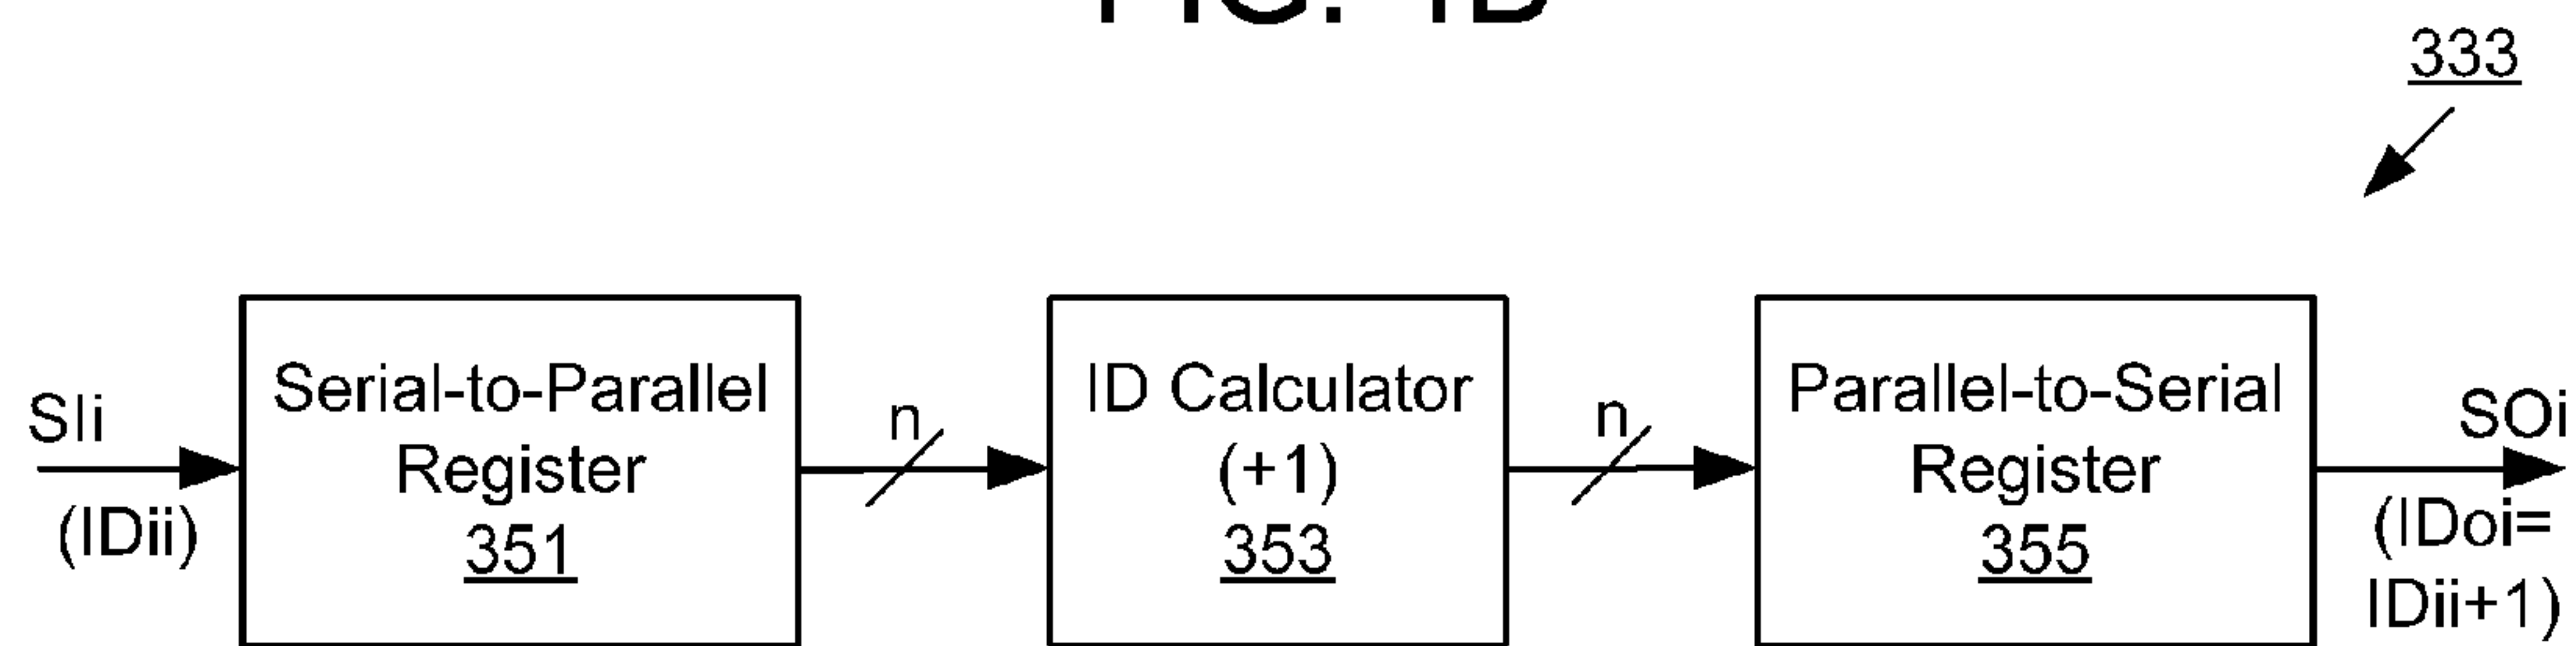 333
SIi
(IDii)
Serial-to-Parallel
Register
351
n
ID Calculator
(+1)
353
n
Parallel-to-Serial
Register
355
SOi
(IDoi=
IDii+1)